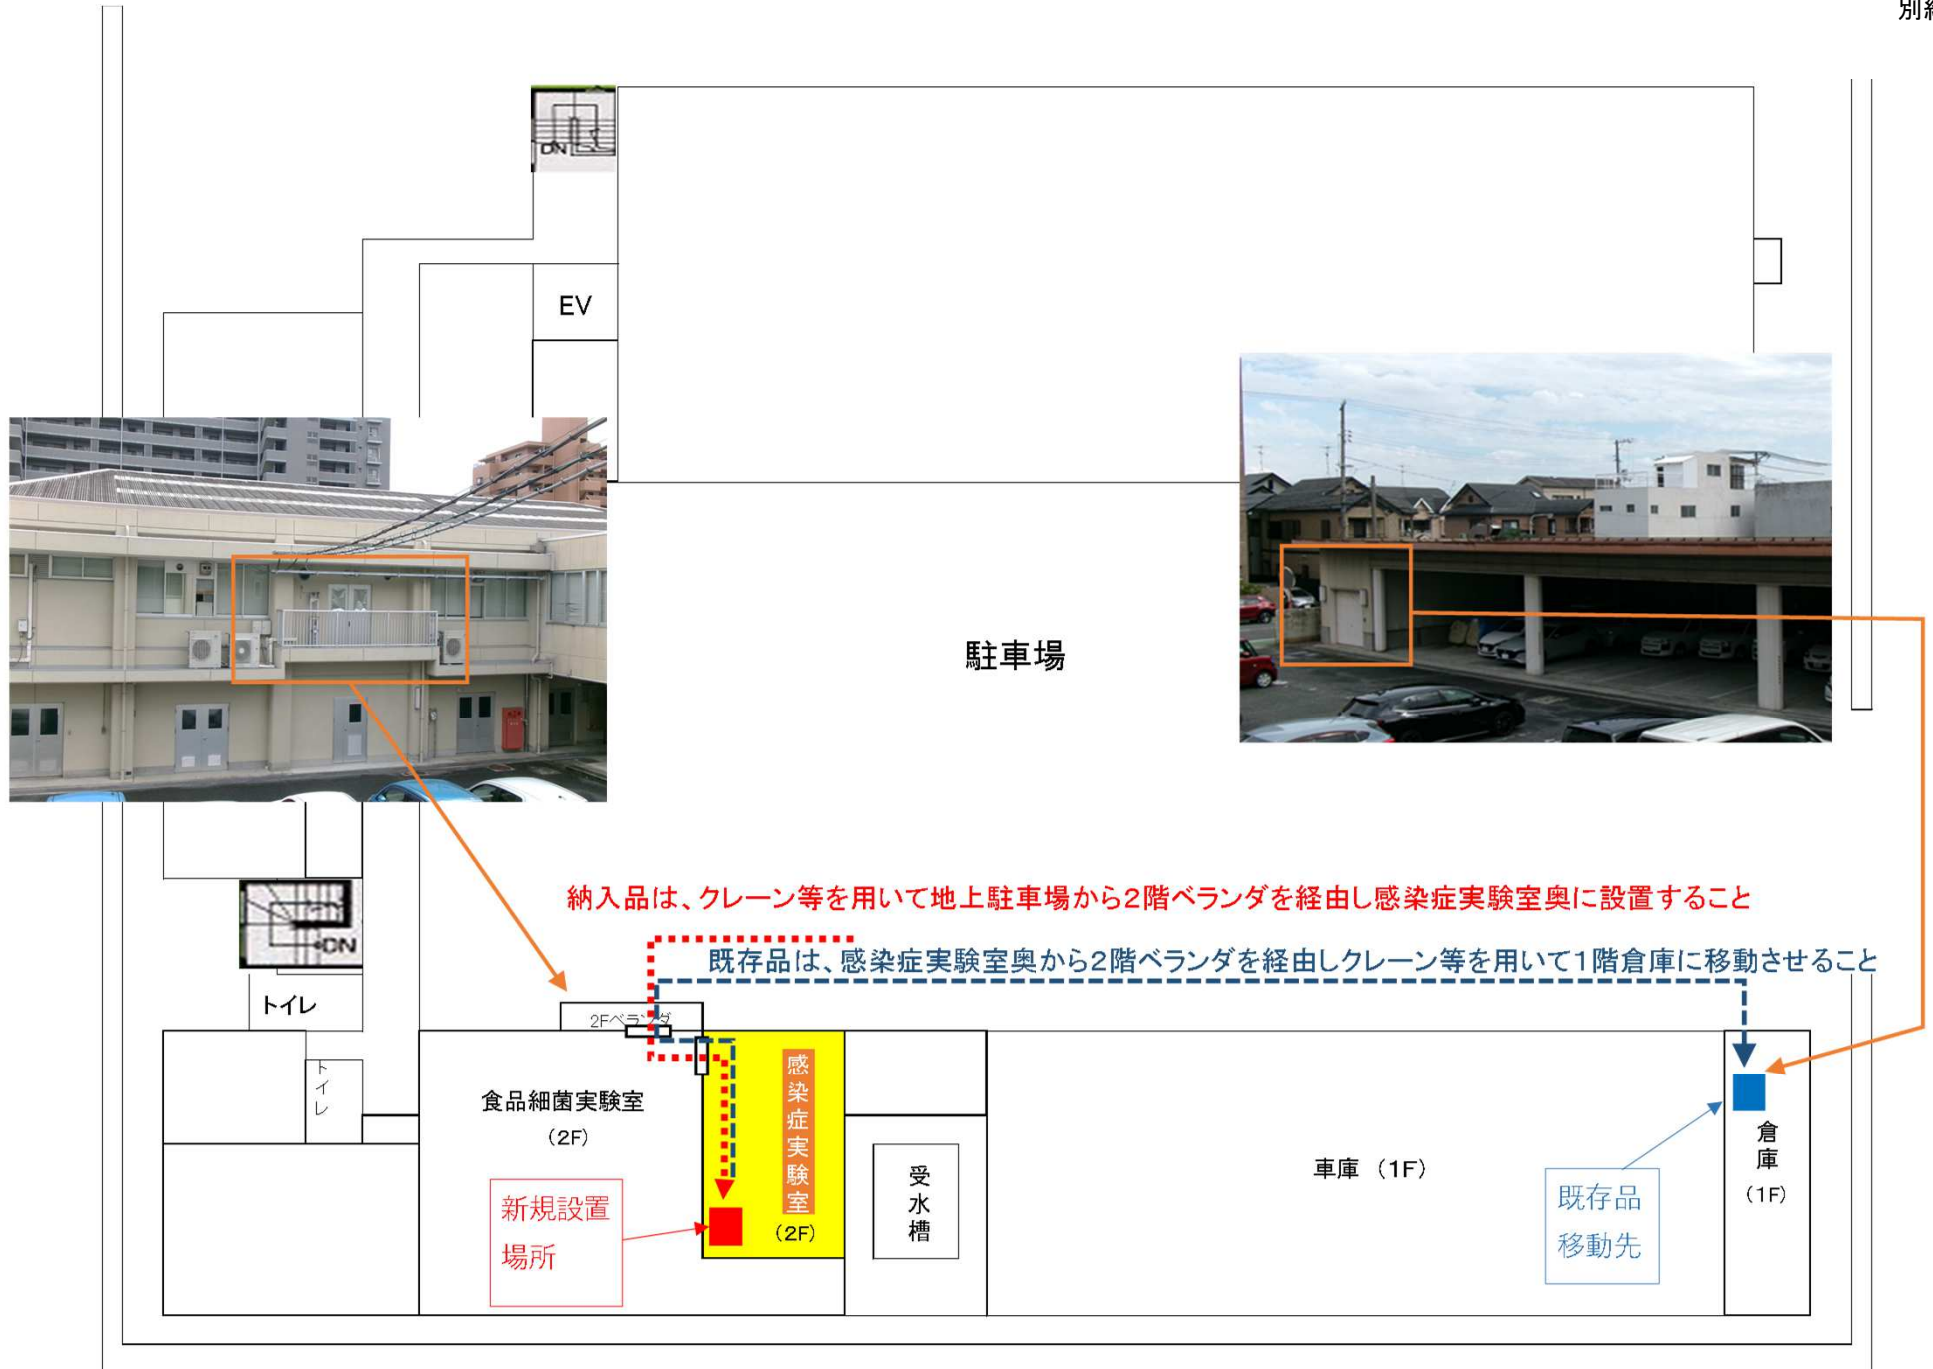 別紙
DN
EV
駐車場
納入品は、クレーン等を用いて地上駐車場から2階ベランダを経由し感染症実験室奥に設置すること
既存品は、感染症実験室奥から2階ベランダを経由しクレーン等を用いて1階倉庫に移動させること
DN
トイレ
2Fベランダ
トイレ
食品細菌実験室
(2F)
感染症実験室
(2F)
新規設置
場所
受水槽
車庫 (1F)
倉庫
(1F)
既存品
移動先